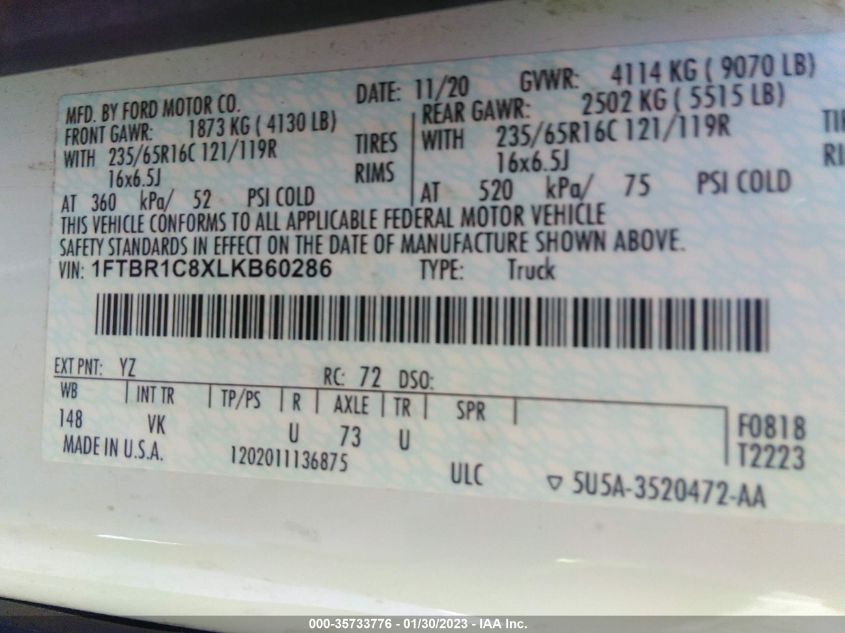 MFD. BY FORD MOTOR CO. DATE: 11/20 GVWR: 4114 KG ( 9070 LB)
FRONT GAWR: 1873 KG ( 4130 LB) REAR GAWR: 2502 KG ( 5515 LB)
WITH 235/65R16C 121/119R TIRES WITH 235/65R16C 121/119R
16x6.5J RIMS 16x6.5J
AT 360 kPa/ 52 PSI COLD AT 520 kPa/ 75 PSI COLD
THIS VEHICLE CONFORMS TO ALL APPLICABLE FEDERAL MOTOR VEHICLE
SAFETY STANDARDS IN EFFECT ON THE DATE OF MANUFACTURE SHOWN ABOVE.
VIN: 1FTBR1C8XLKB60286 TYPE: Truck
EXT PNT: YZ RC: 72 DSO:
WB INT TR TP/PS R AXLE TR SPR
148 VK U 73 U F0818
MADE IN U.S.A. 1202011136875 T2223
ULC 5U5A-3520472-AA
000-35733776 - 01/30/2023 - IAA Inc.